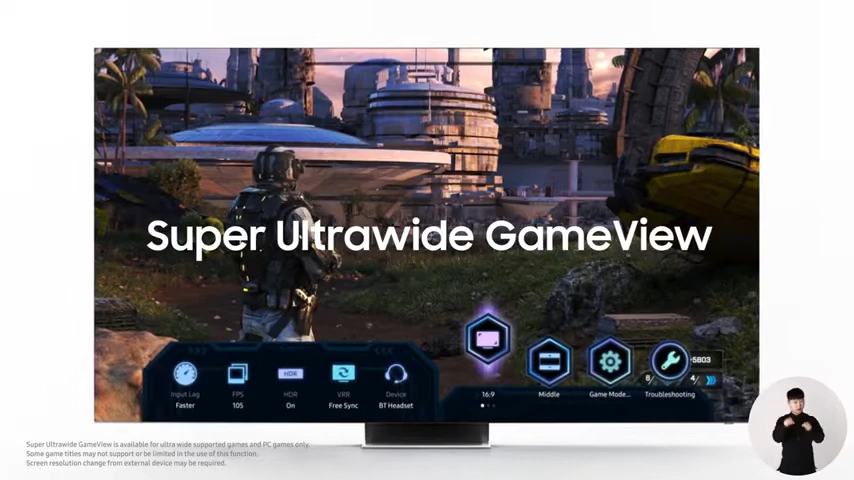 Super Ultrawide GameView
5803
8/ 4/
Input Lag
Faster
FPS
105
HDR
HDR
On
VRR
Free Sync
Device
BT Headset
16:9
Middle
Game Mode...
Troubleshooting
Super Ultrawide GameView is available for ultra wide supported games and PC games only.
Some game titles may not support or be limited in the use of this function.
Screen resolution change from external device may be required.